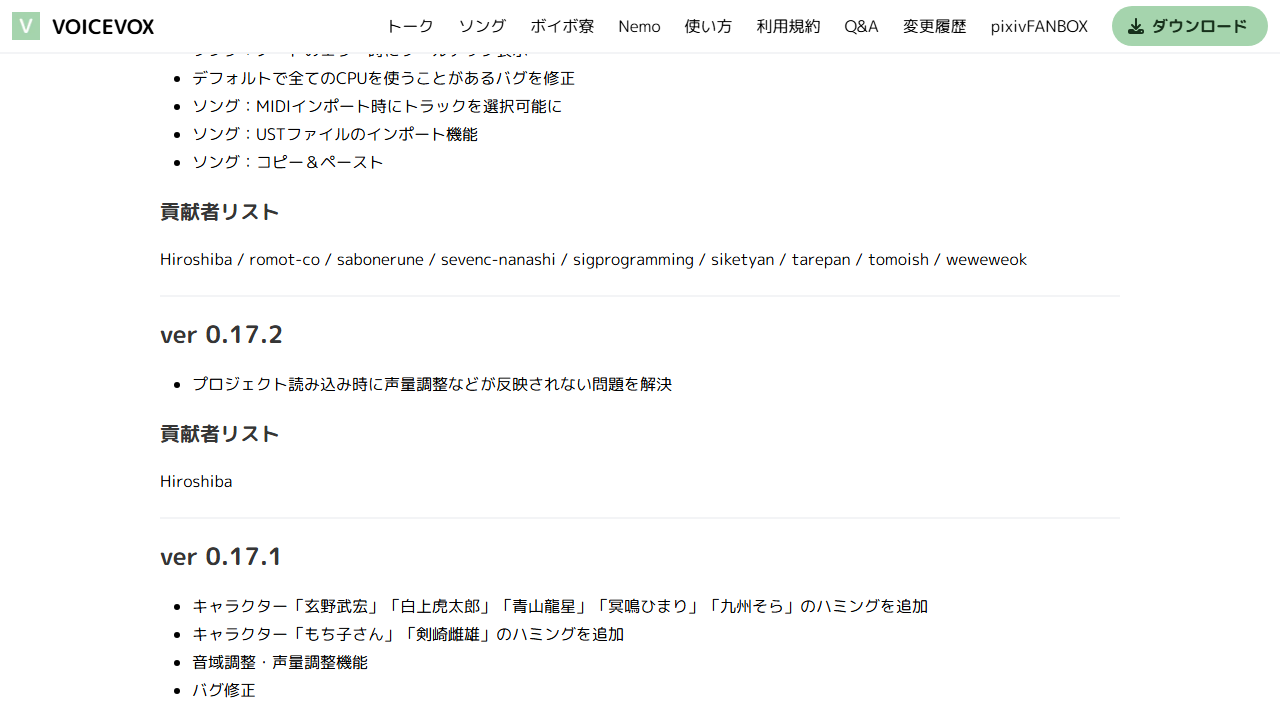 V VOICEVOX トーク ソング ボイボ寮 Nemo 使い方 利用規約 Q&A 変更履歴 pixivFANBOX ダウンロード
デフォルトで全てのCPUを使うことがあるバグを修正
ソング：MIDIインポート時にトラックを選択可能に
ソング：USTファイルのインポート機能
ソング：コピー＆ペースト
貢献者リスト
Hiroshiba / romot-co / sabonerune / sevenc-nanashi / sigprogramming / siketyan / tarepan / tomoish / weweweok
ver 0.17.2
プロジェクト読み込み時に声量調整などが反映されない問題を解決
貢献者リスト
Hiroshiba
ver 0.17.1
キャラクター「玄野武宏」「白上虎太郎」「青山龍星」「冥鳴ひまり」「九州そら」のハミングを追加
キャラクター「もち子さん」「剣崎雌雄」のハミングを追加
音域調整・声量調整機能
バグ修正